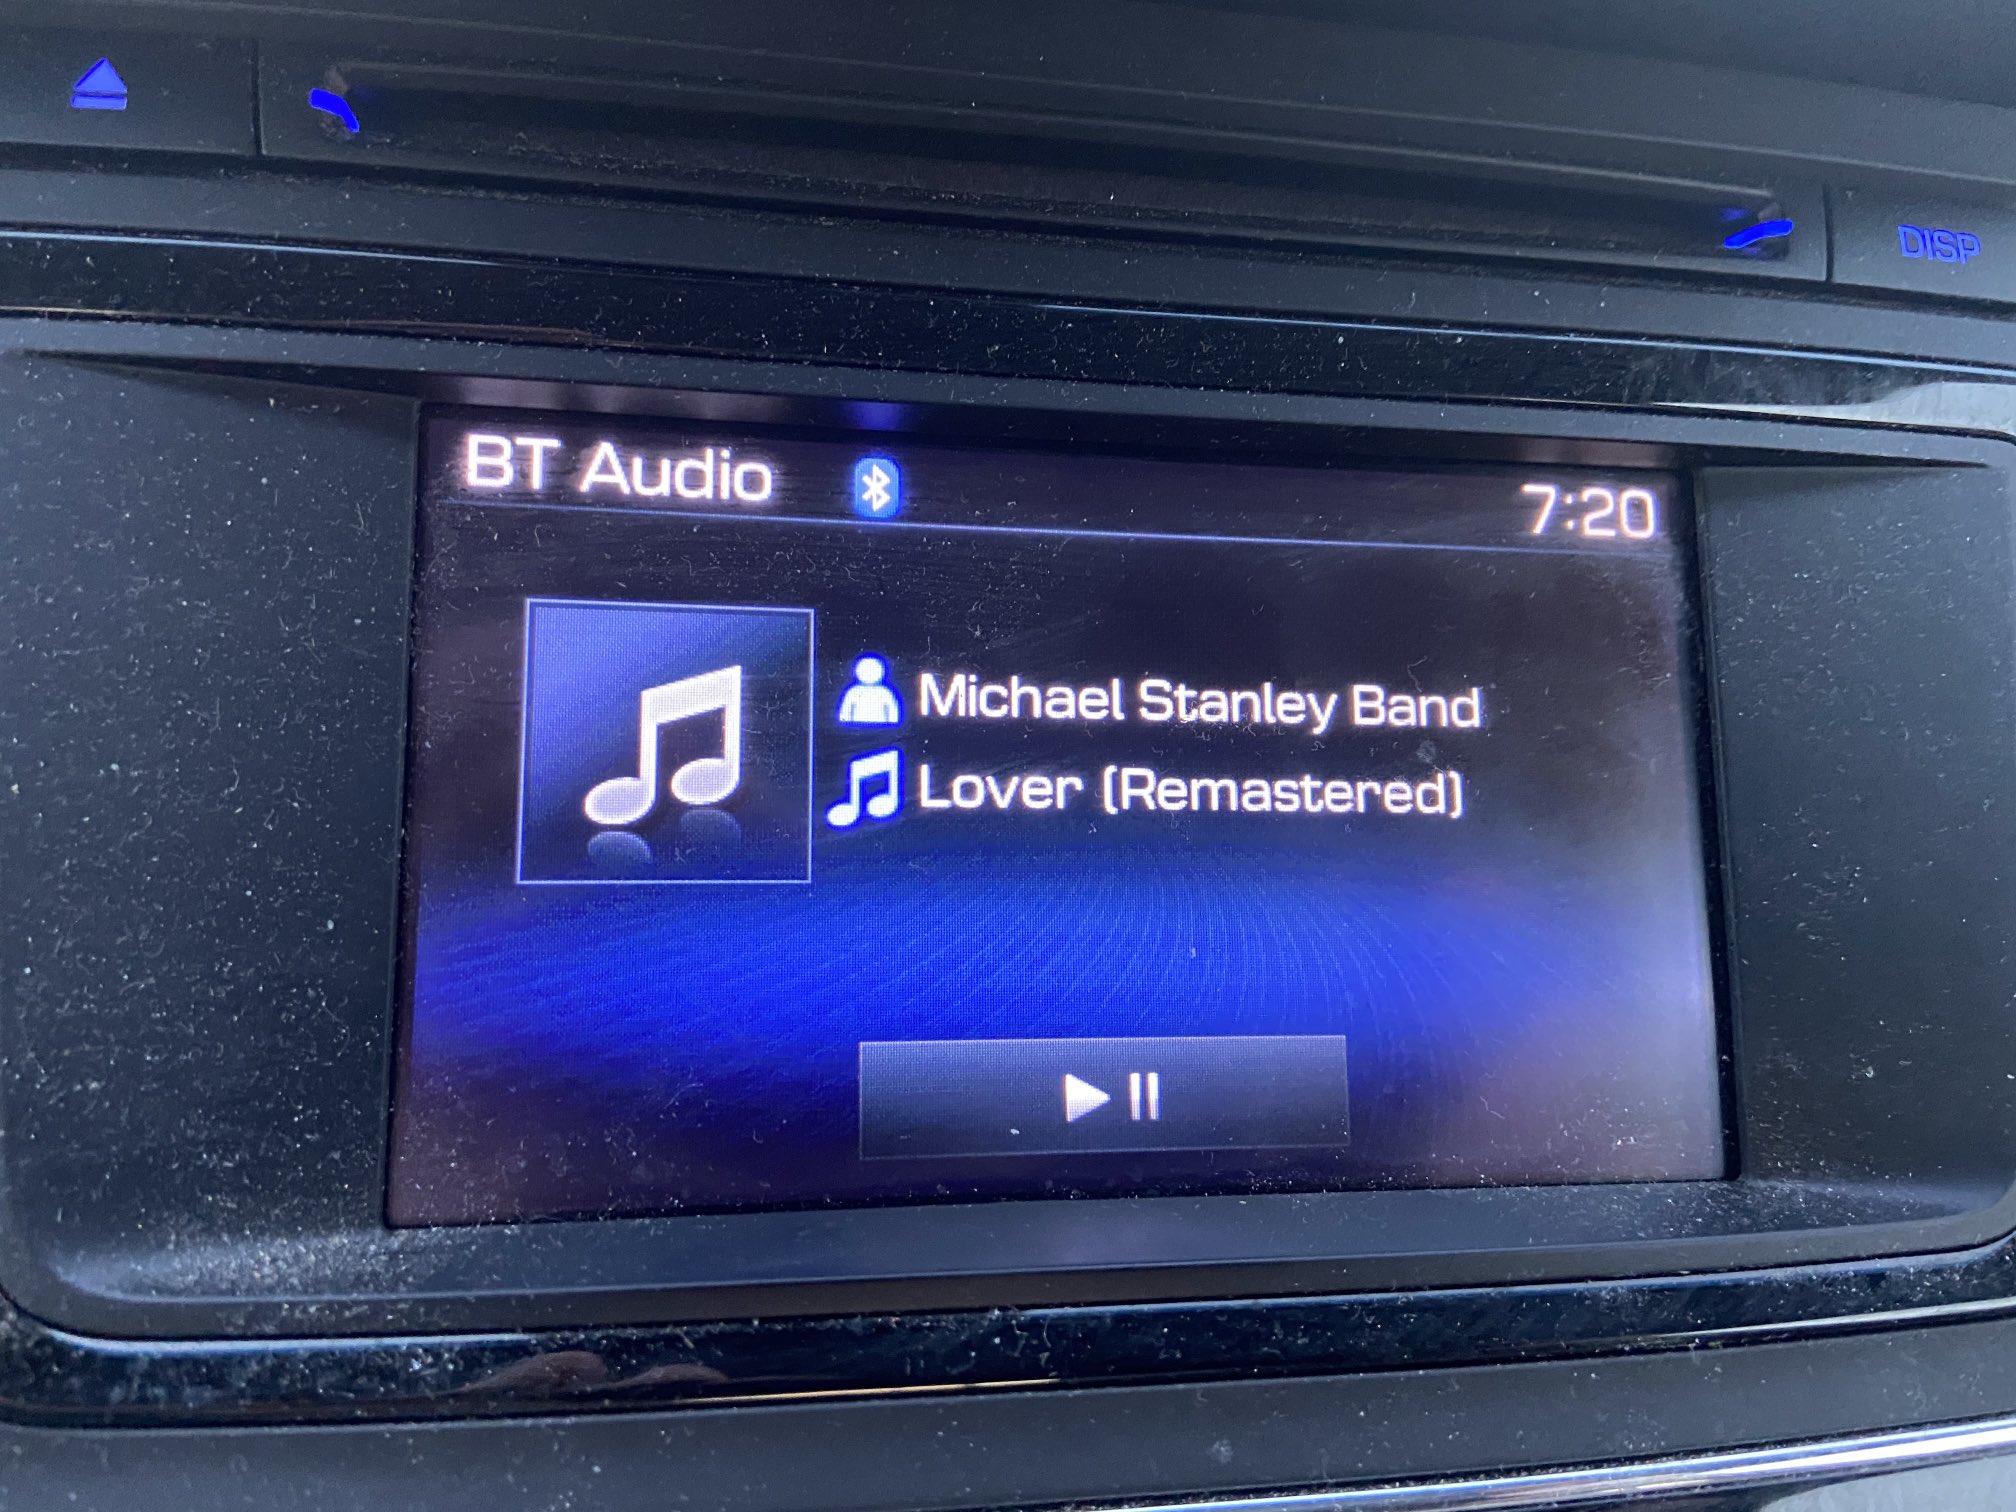 DISP
BT Audio
7:20
Michael Stanley Band
Lover (Remastered)